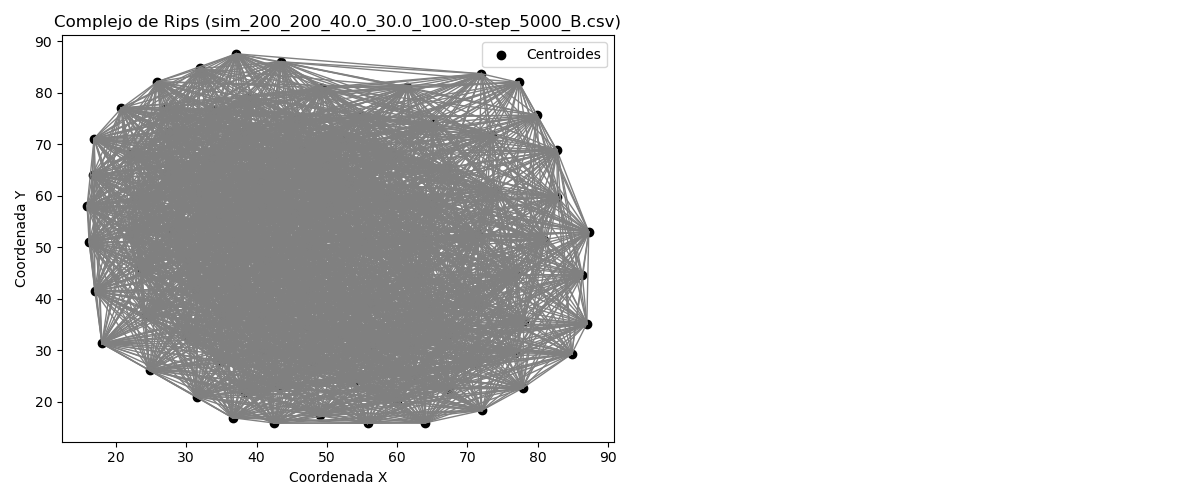 Complejo de Rips (sim_200_200_40.0_30.0_100.0-step_5000_B.csv)
Centroides
90
80
70
60
50
40
30
20
Coordenada Y
20 30 40 50 60 70 80 90
Coordenada X